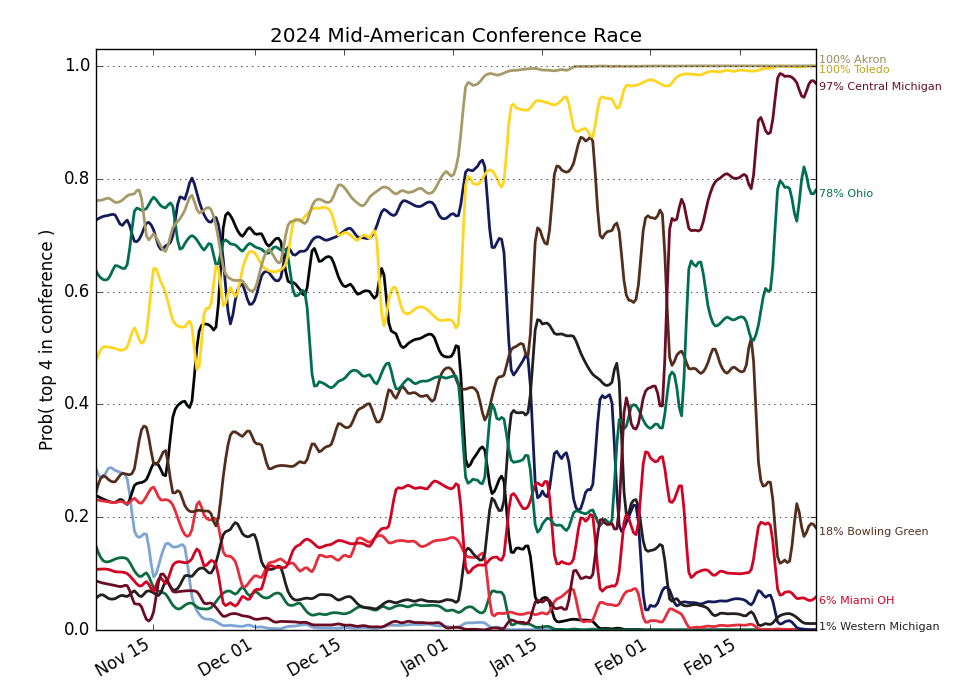 2024 Mid-American Conference Race
Prob( top 4 in conference )
1.0
0.8
0.6
0.4
0.2
0.0
Nov 15
Dec 01
Dec 15
Jan 01
Jan 15
Feb 01
Feb 15
100% Akron
100% Toledo
97% Central Michigan
78% Ohio
18% Bowling Green
6% Miami OH
1% Western Michigan